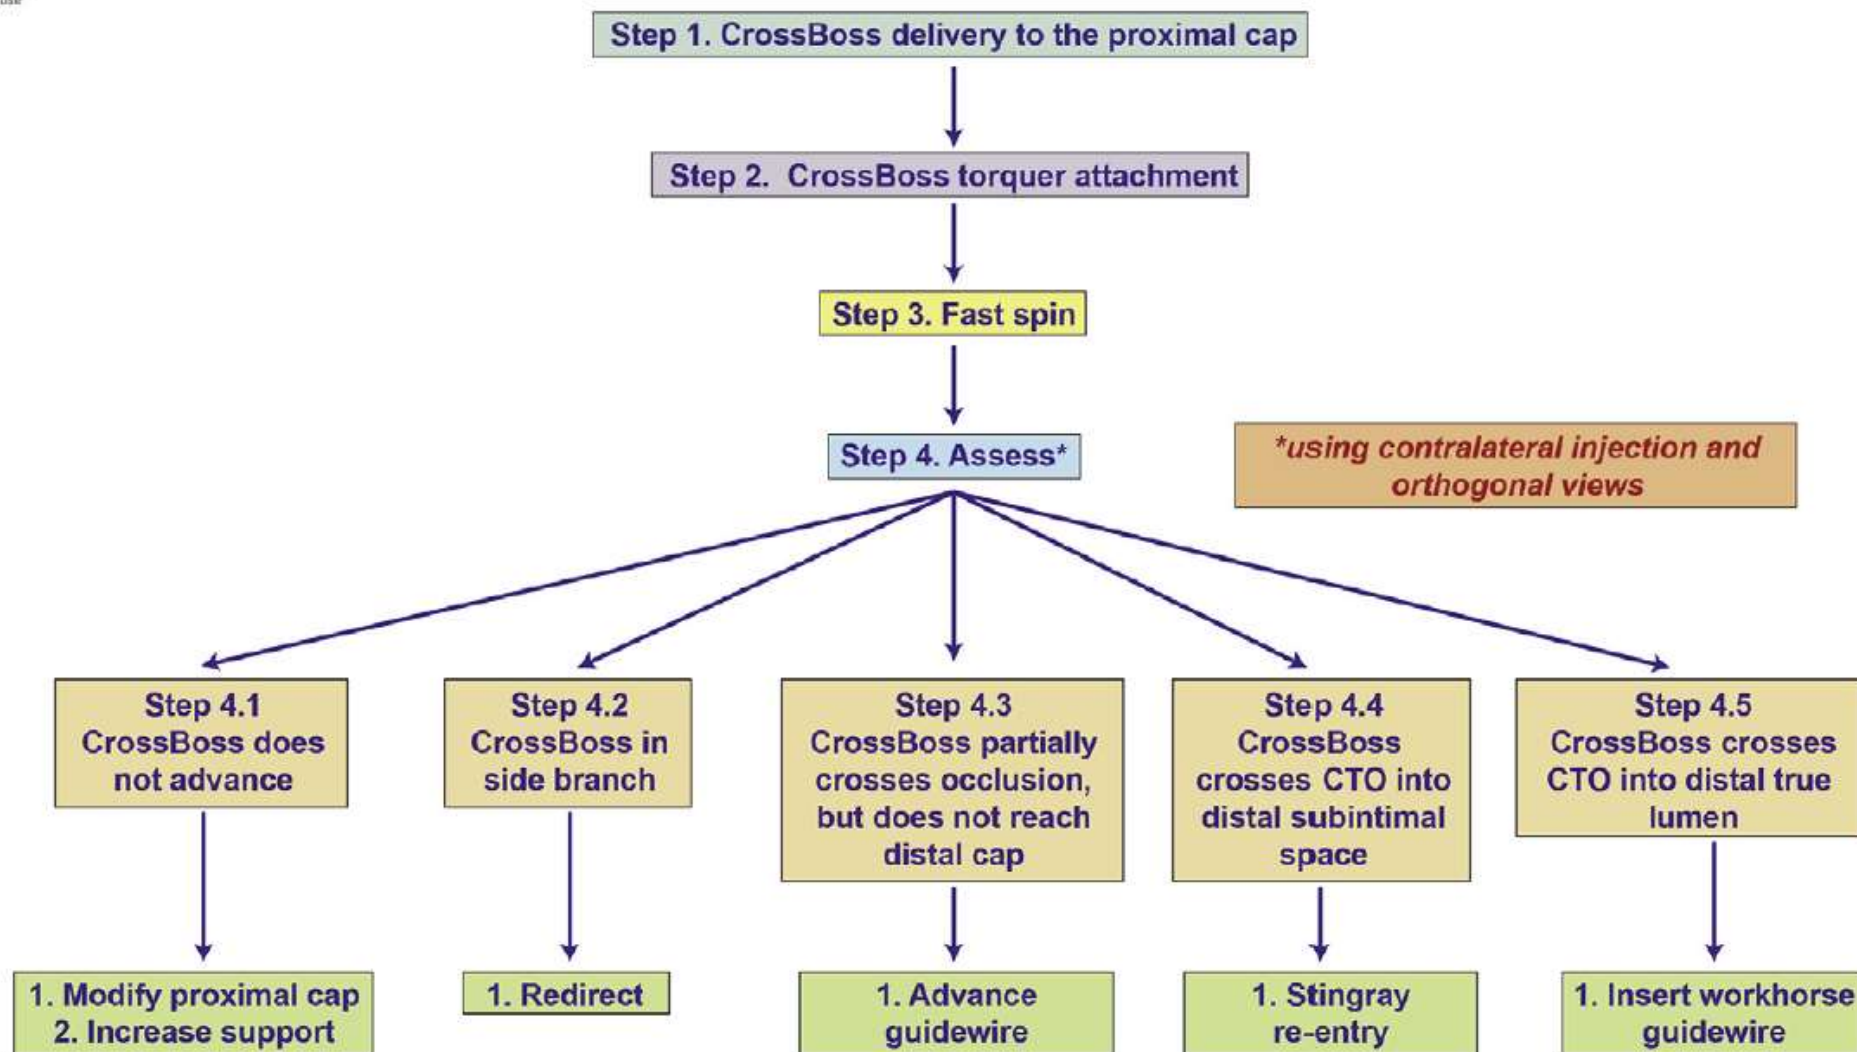 Step 1. CrossBoss delivery to the proximal cap
Step 2. CrossBoss torquer attachment
Step 3. Fast spin
Step 4. Assess*
*using contralateral injection and
orthogonal views
Step 4.1
CrossBoss does
not advance
Step 4.2
CrossBoss in
side branch
Step 4.3
CrossBoss partially
crosses occlusion,
but does not reach
distal cap
Step 4.4
CrossBoss
crosses CTO into
distal subintimal
space
Step 4.5
CrossBoss crosses
CTO into distal true
lumen
1. Modify proximal cap
2. Increase support
1. Redirect
1. Advance
guidewire
1. Stingray
re-entry
1. Insert workhorse
guidewire